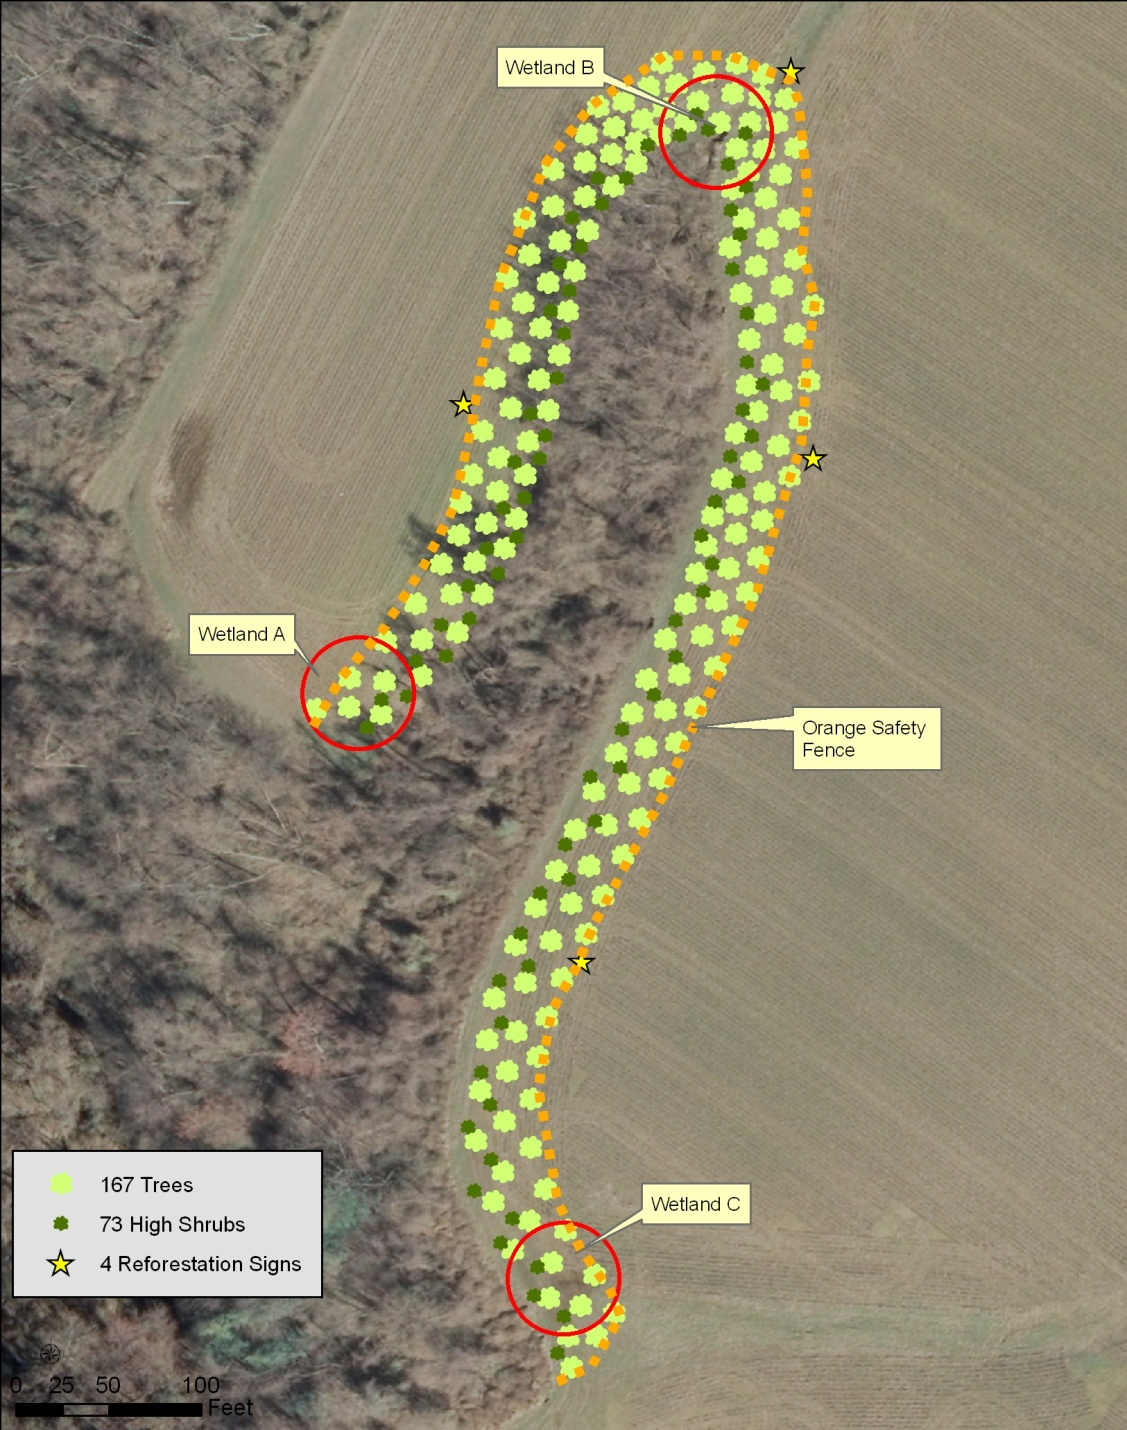 Wetland B
Wetland A
Orange Safety
Fence
Wetland C
167 Trees
73 High Shrubs
4 Reforestation Signs
0 25 50 100
Feet